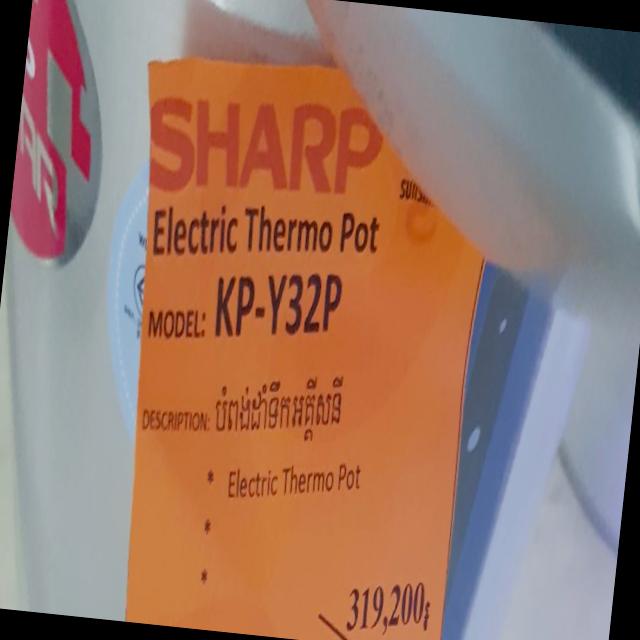 SHARP
Electric Thermo Pot
MODEL: KP-Y32P
DESCRIPTION: បំពង់ដាំទឹកអគ្គីសនី
* Electric Thermo Pot
*
*
319,200៛